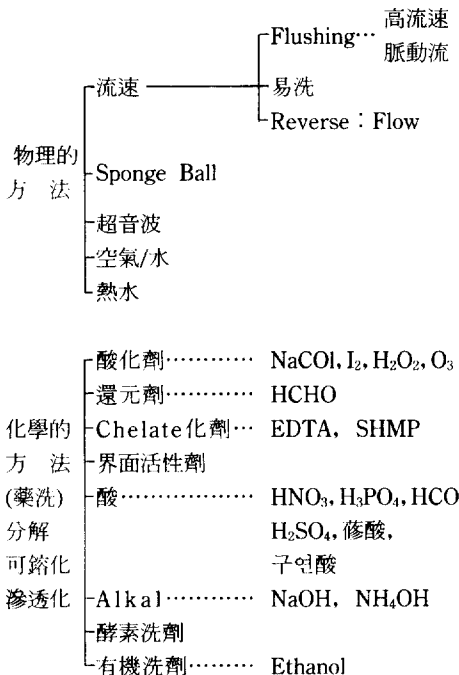 高流速
Flushing… 脈動流
流速
易洗
Reverse : Flow
物理的
方 法
Sponge Ball
超音波
空氣/水
熱水
酸化劑………… NaCOl, I₂, H₂O₂, O₃
還元劑………… HCHO
化學的 Chelate化劑… EDTA, SHMP
方 法 界面活性劑
(藥洗) 酸……………… HNO₃, H₃PO₄, HCO
分解 H₂SO₄, 蓚酸,
可鎔化 구연酸
滲透化 Alkal………… NaOH, NH₄OH
酵素洗劑
有機洗劑……… Ethanol